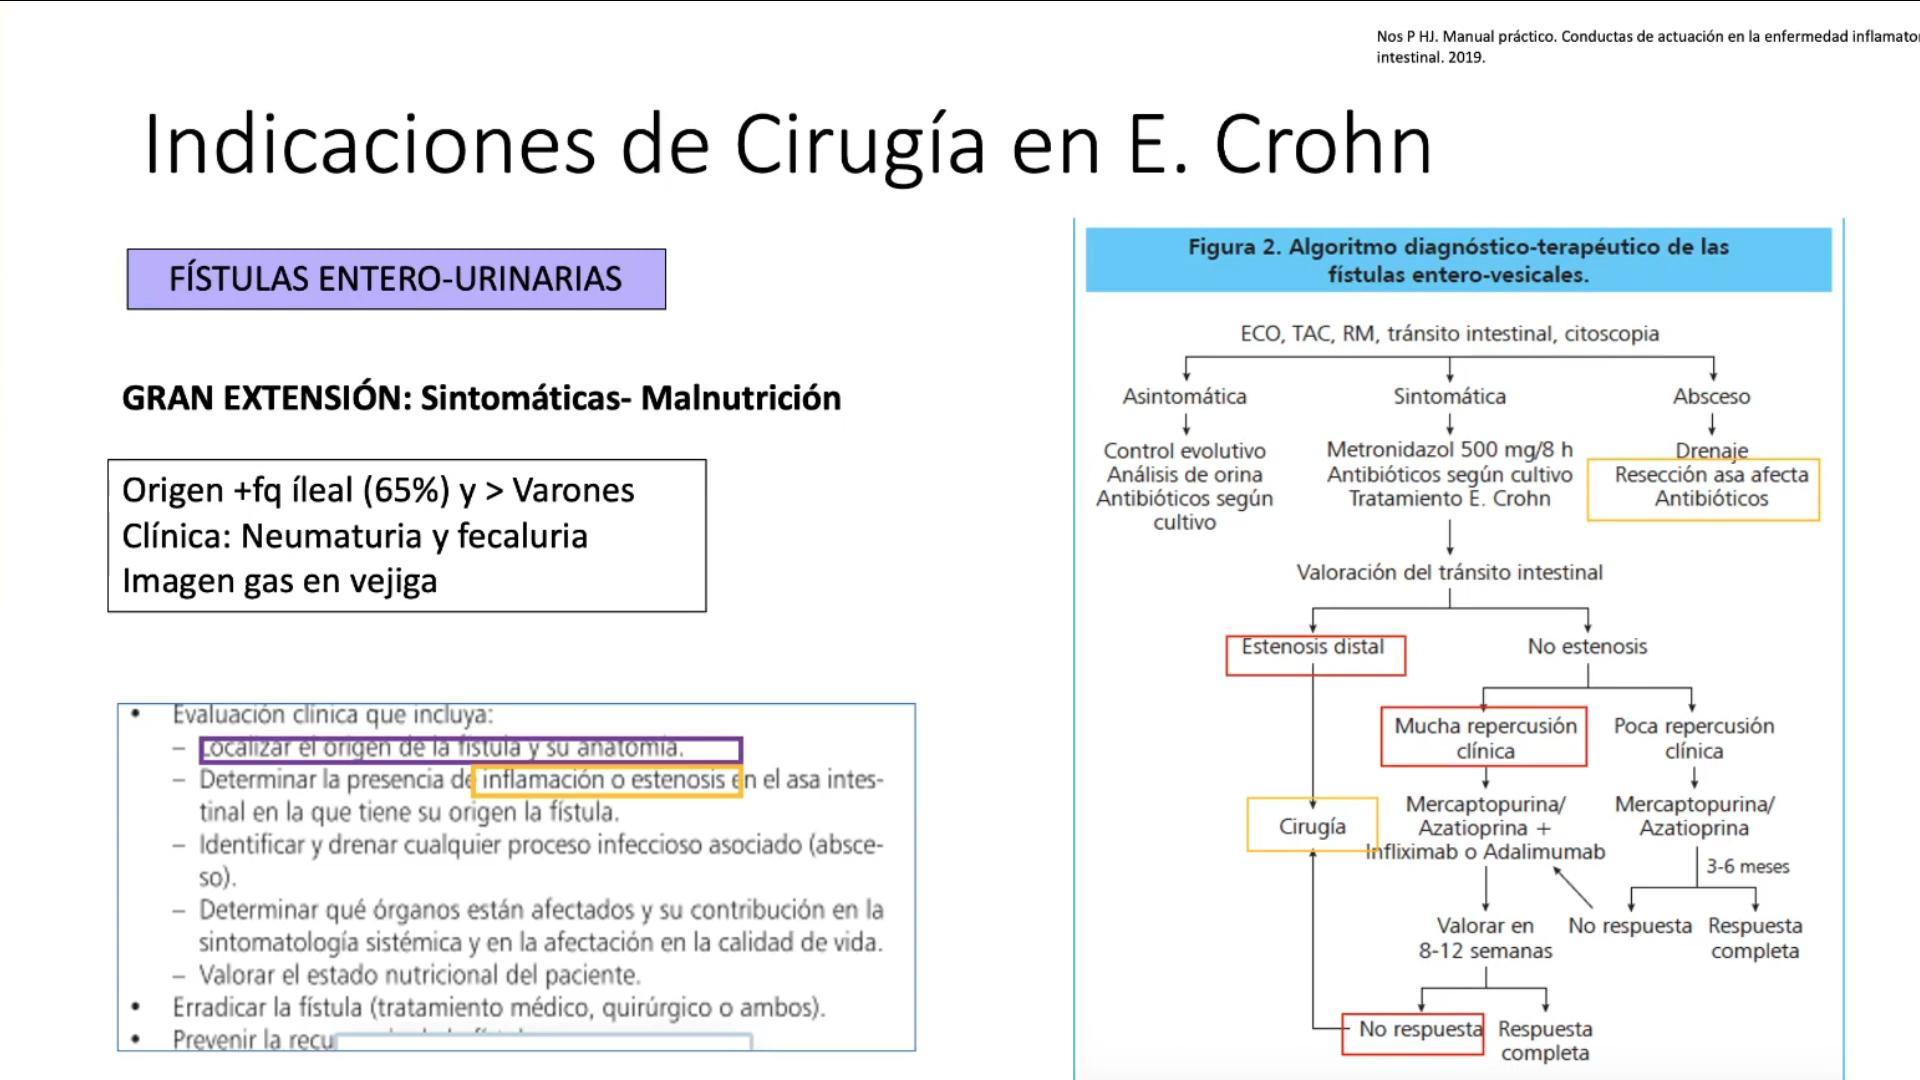 Nos P HJ. Manual práctico. Conductas de actuación en la enfermedad inflamato
intestinal. 2019.
Indicaciones de Cirugía en E. Crohn
FÍSTULAS ENTERO-URINARIAS
GRAN EXTENSIÓN: Sintomáticas- Malnutrición
Origen +fq íleal (65%) y > Varones
Clínica: Neumaturia y fecaluria
Imagen gas en vejiga
• Evaluación clínica que incluya:
– Localizar el origen de la fístula y su anatomía.
– Determinar la presencia de inflamación o estenosis en el asa intes-
tinal en la que tiene su origen la fístula.
– Identificar y drenar cualquier proceso infeccioso asociado (absce-
so).
– Determinar qué órganos están afectados y su contribución en la
sintomatología sistémica y en la afectación en la calidad de vida.
– Valorar el estado nutricional del paciente.
• Erradicar la fístula (tratamiento médico, quirúrgico o ambos).
• Prevenir la recu
Figura 2. Algoritmo diagnóstico-terapéutico de las
fístulas entero-vesicales.
ECO, TAC, RM, tránsito intestinal, citoscopia
Asintomática
Sintomática
Absceso
Control evolutivo
Análisis de orina
Antibióticos según
cultivo
Metronidazol 500 mg/8 h
Antibióticos según cultivo
Tratamiento E. Crohn
Drenaje
Resección asa afecta
Antibióticos
Valoración del tránsito intestinal
Estenosis distal
No estenosis
Mucha repercusión
clínica
Poca repercusión
clínica
Cirugía
Mercaptopurina/
Azatioprina +
Infliximab o Adalimumab
Mercaptopurina/
Azatioprina
3-6 meses
Valorar en
8-12 semanas
No respuesta
Respuesta
completa
No respuesta
Respuesta
completa